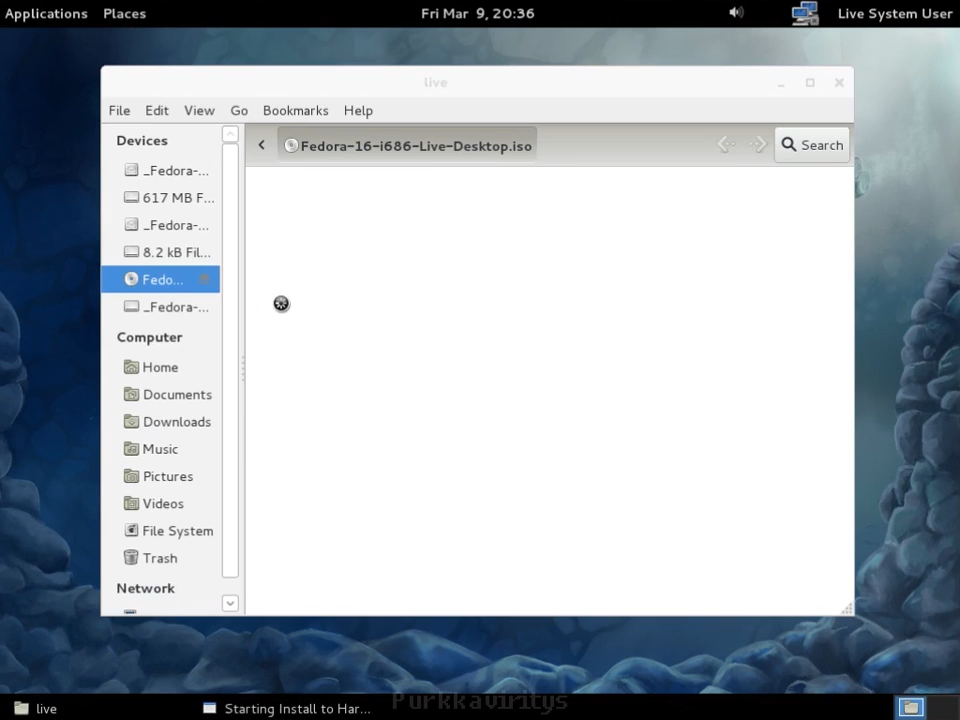 Applications Places Fri Mar 9, 20:36 Live System User
live
File Edit View Go Bookmarks Help
Devices
Fedora-16-i686-Live-Desktop.iso
Search
_Fedora-...
617 MB F...
_Fedora-...
8.2 kB Fil...
Fedo...
_Fedora-...
Computer
Home
Documents
Downloads
Music
Pictures
Videos
File System
Trash
Network
live Starting Install to Har... Purkkaviritys